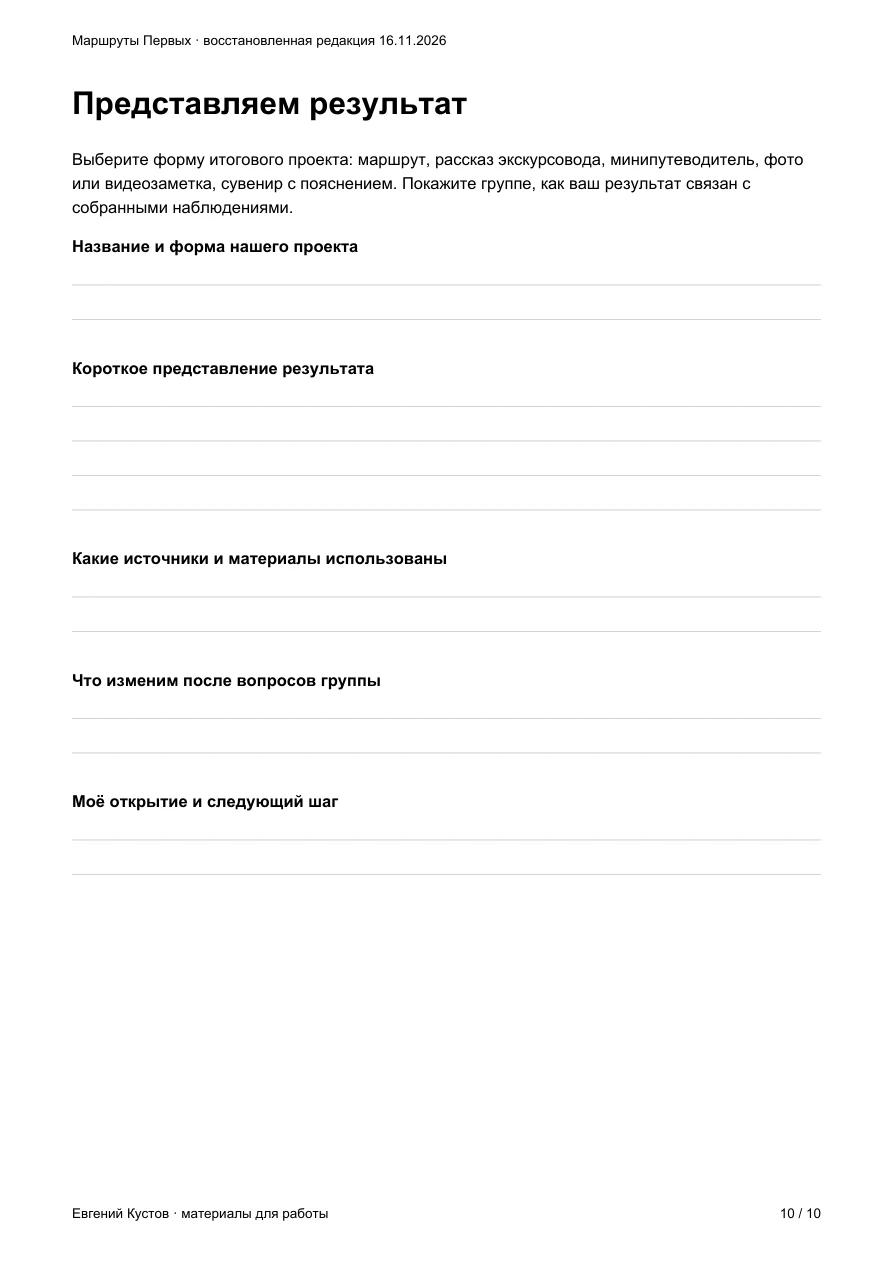 Маршруты Первых · восстановленная редакция 16.11.2026
Представляем результат
Выберите форму итогового проекта: маршрут, рассказ экскурсовода, минипутеводитель, фото
или видеозаметка, сувенир с пояснением. Покажите группе, как ваш результат связан с
собранными наблюдениями.
Название и форма нашего проекта
Короткое представление результата
Какие источники и материалы использованы
Что изменим после вопросов группы
Моё открытие и следующий шаг
Евгений Кустов · материалы для работы
10 / 10